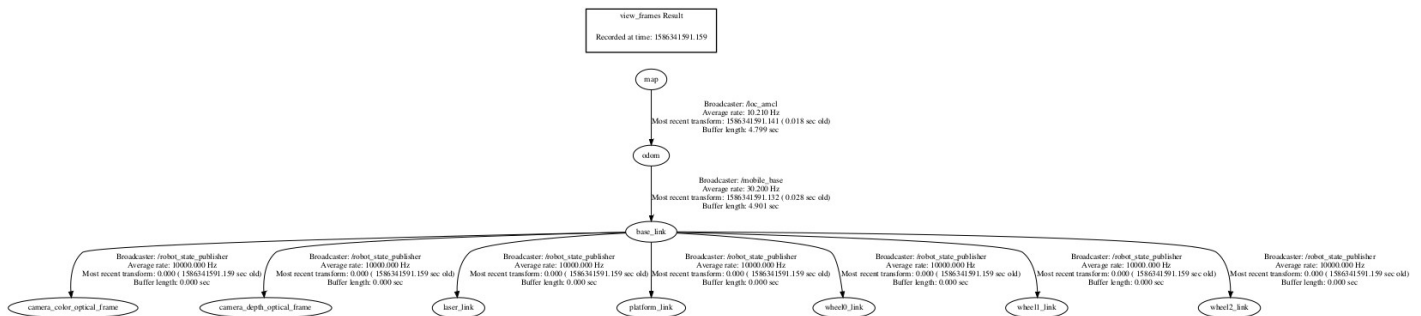 view_frames Result
Recorded at time: 1586341591.159
map
Broadcaster: /loc_amcl
Average rate: 10.210 Hz
Most recent transform: 1586341591.141 ( 0.018 sec old)
Buffer length: 4.799 sec
odom
Broadcaster: /mobile_base
Average rate: 30.200 Hz
Most recent transform: 1586341591.132 ( 0.028 sec old)
Buffer length: 4.901 sec
base_link
Broadcaster: /robot_state_publisher
Average rate: 10000.000 Hz
Most recent transform: 0.000 ( 1586341591.159 sec old)
Buffer length: 0.000 sec
Broadcaster: /robot_state_publisher
Average rate: 10000.000 Hz
Most recent transform: 0.000 ( 1586341591.159 sec old)
Buffer length: 0.000 sec
Broadcaster: /robot_state_publisher
Average rate: 10000.000 Hz
Most recent transform: 0.000 ( 1586341591.159 sec old)
Buffer length: 0.000 sec
Broadcaster: /robot_state_publisher
Average rate: 10000.000 Hz
Most recent transform: 0.000 ( 1586341591.159 sec old)
Buffer length: 0.000 sec
Broadcaster: /robot_state_publisher
Average rate: 10000.000 Hz
Most recent transform: 0.000 ( 1586341591.159 sec old)
Buffer length: 0.000 sec
Broadcaster: /robot_state_publisher
Average rate: 10000.000 Hz
Most recent transform: 0.000 ( 1586341591.159 sec old)
Buffer length: 0.000 sec
Broadcaster: /robot_state_publisher
Average rate: 10000.000 Hz
Most recent transform: 0.000 ( 1586341591.159 sec old)
Buffer length: 0.000 sec
camera_color_optical_frame
camera_depth_optical_frame
laser_link
platform_link
wheel0_link
wheel1_link
wheel2_link